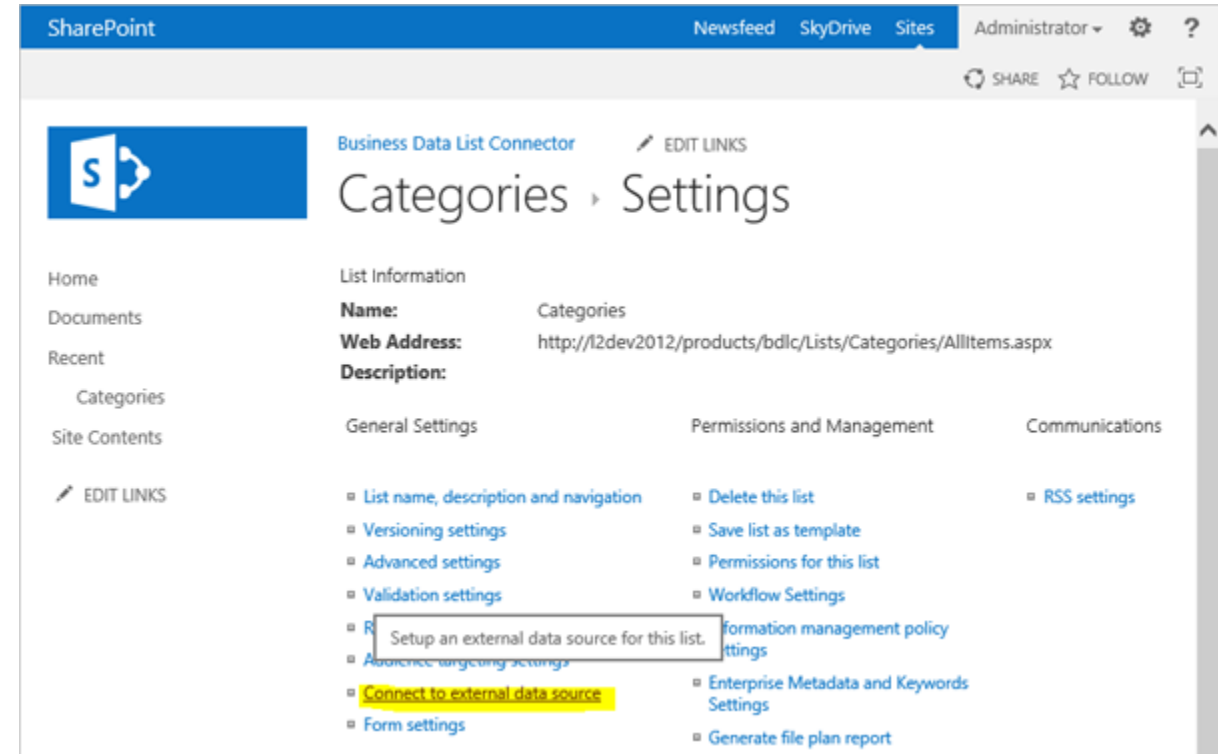 SharePoint
Newsfeed SkyDrive Sites Administrator ?
SHARE FOLLOW
S
Business Data List Connector EDIT LINKS
Categories Settings
Home
Documents
Recent
Categories
Site Contents
EDIT LINKS
List Information
Name: Categories
Web Address: http://l2dev2012/products/bdlc/Lists/Categories/AllItems.aspx
Description:
General Settings
List name, description and navigation
Versioning settings
Advanced settings
Validation settings
R
Setup an external data source for this list.
Audience targeting settings
Connect to external data source
Form settings
Permissions and Management
Delete this list
Save list as template
Permissions for this list
Workflow Settings
formation management policy
ttings
Enterprise Metadata and Keywords
Settings
Generate file plan report
Communications
RSS settings